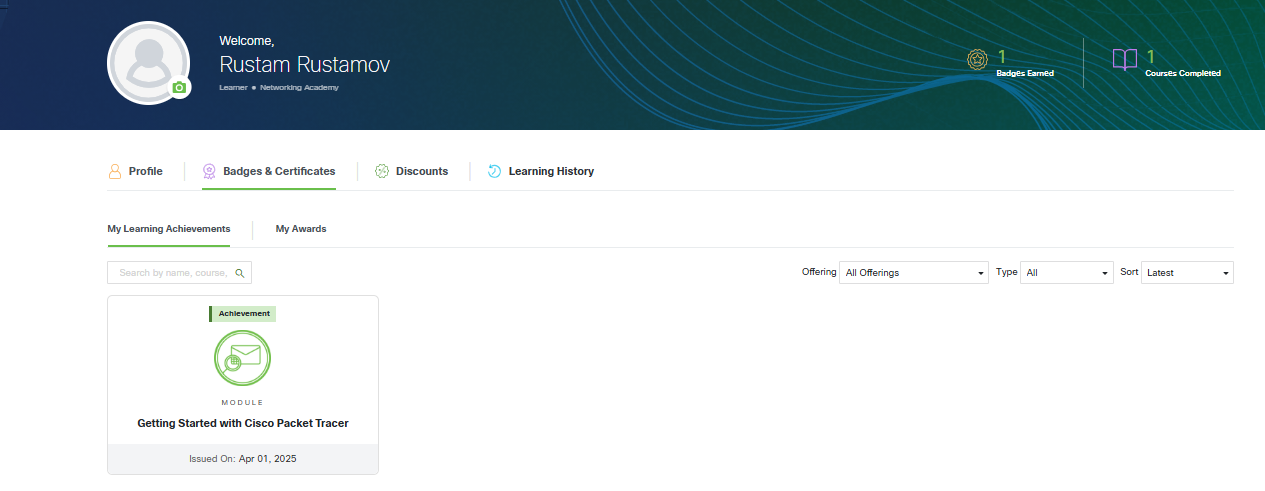 Welcome,
Rustam Rustamov
Learner • Networking Academy
1
Badges Earned
1
Courses Completed
Profile
Badges & Certificates
Discounts
Learning History
My Learning Achievements
My Awards
Search by name, course,
Offering All Offerings
Type All
Sort Latest
Achievement
MODULE
Getting Started with Cisco Packet Tracer
Issued On: Apr 01, 2025